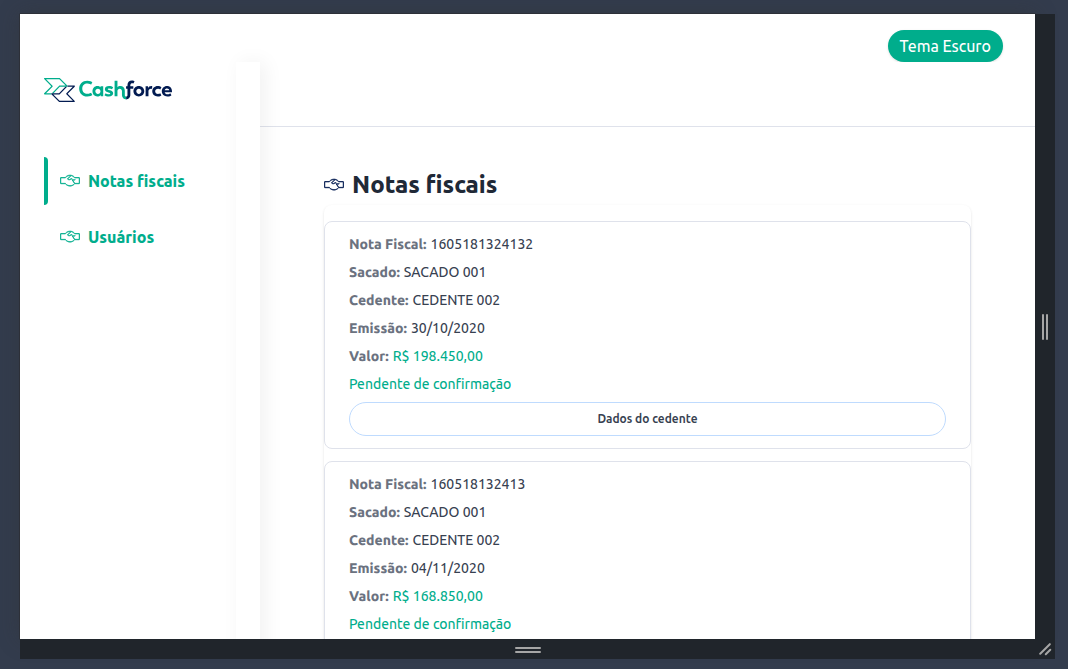 Tema Escuro
Cashforce
Notas fiscais
Usuários
Notas fiscais
Nota Fiscal: 1605181324132
Sacado: SACADO 001
Cedente: CEDENTE 002
Emissão: 30/10/2020
Valor: R$ 198.450,00
Pendente de confirmação
Dados do cedente
Nota Fiscal: 160518132413
Sacado: SACADO 001
Cedente: CEDENTE 002
Emissão: 04/11/2020
Valor: R$ 168.850,00
Pendente de confirmação